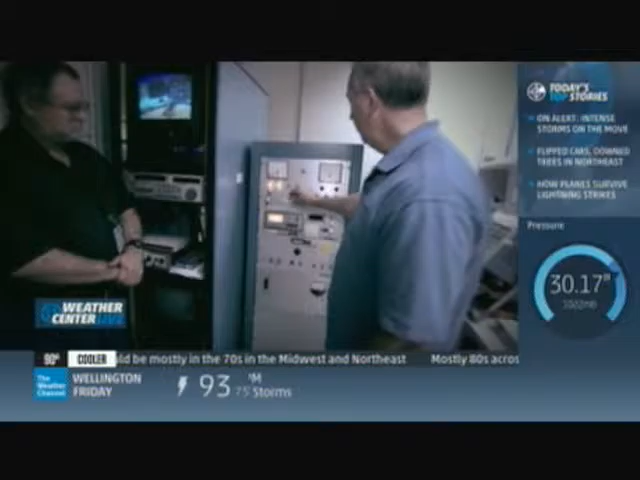 TODAY'S
TOP STORIES
ON ALERT: INTENSE
STORMS ON THE MOVE
FLIPPED CARS, DOWNED
TREES IN NORTHEAST
HOW PLANES SURVIVE
LIGHTNING STRIKES
Pressure
30.17"
1022mb
WEATHER
CENTER LIVE
90° COOLER ld be mostly in the 70s in the Midwest and Northeast Mostly 80s acros
The
Weather
Channel
WELLINGTON
FRIDAY
93
75°
Storms